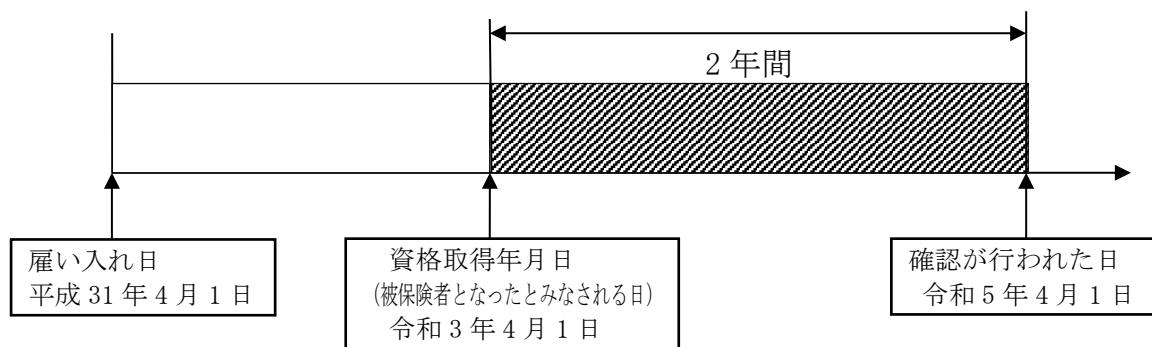 2年間
雇い入れ日
平成31年4月1日
資格取得年月日
(被保険者となったとみなされる日)
令和3年4月1日
確認が行われた日
令和5年4月1日